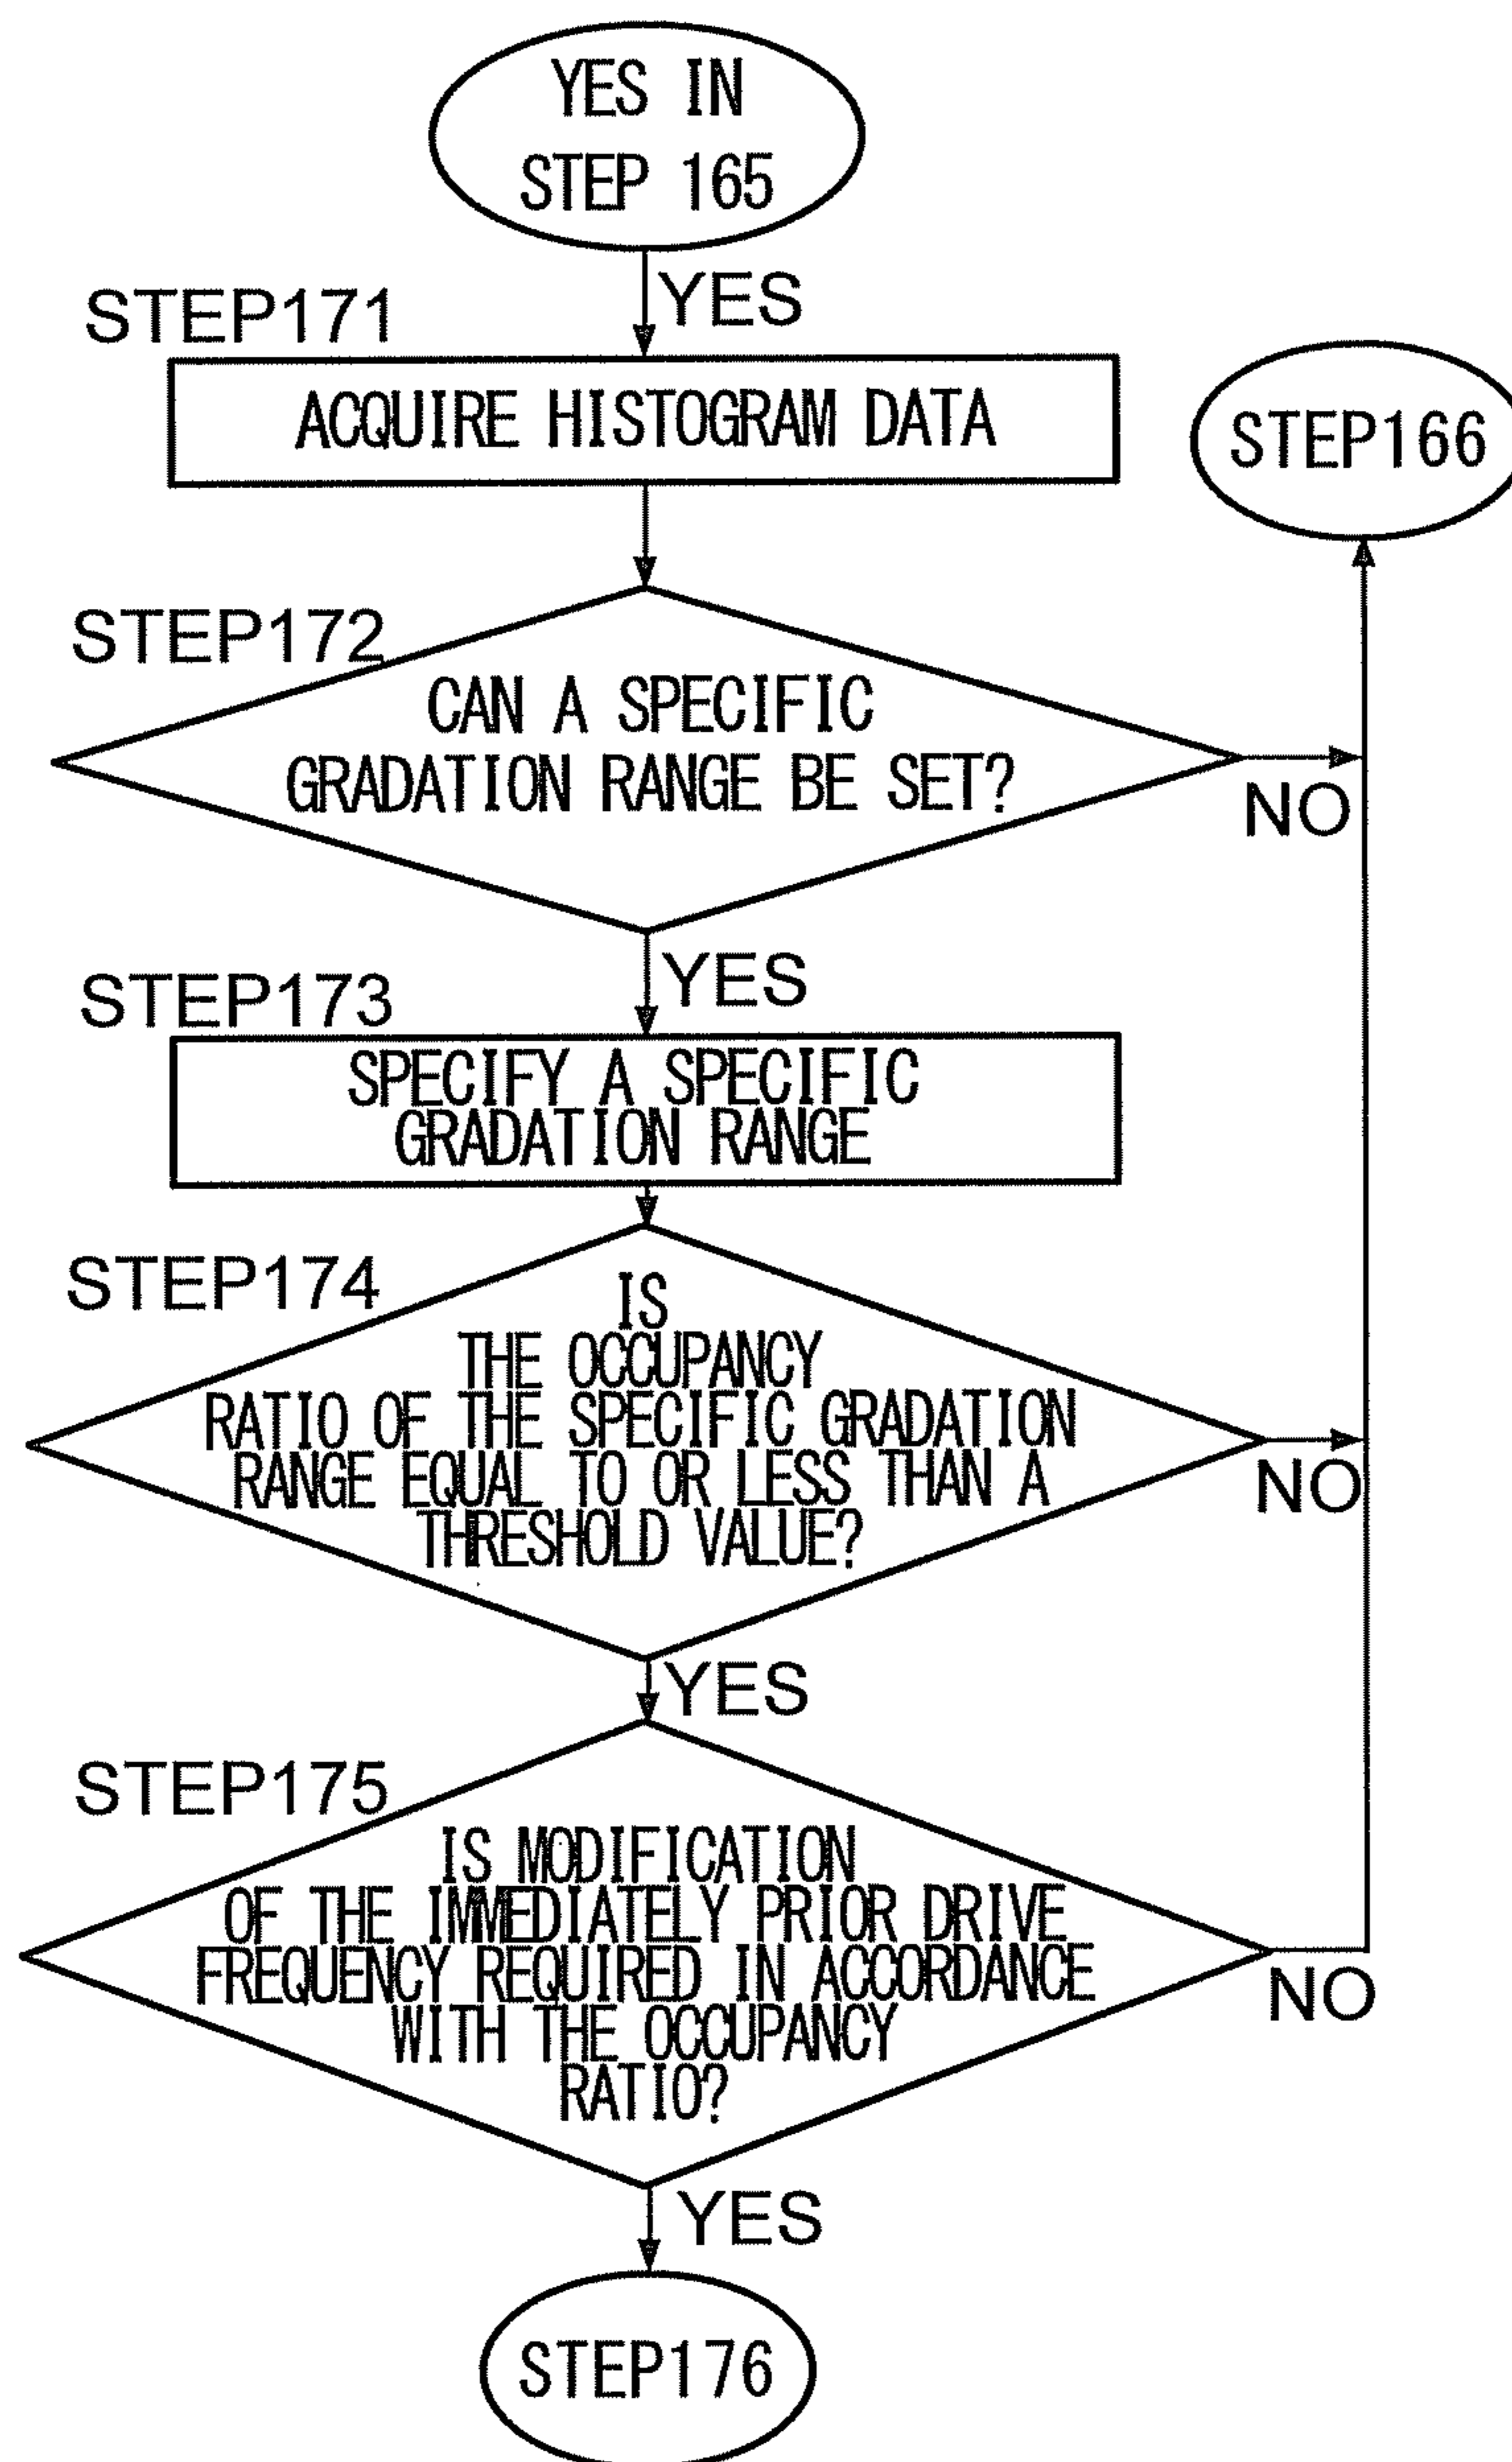 YES IN
STEP 165
YES
STEP171
ACQUIRE HISTOGRAM DATA
STEP166
STEP172
CAN A SPECIFIC
GRADATION RANGE BE SET?
NO
YES
STEP173
SPECIFY A SPECIFIC
GRADATION RANGE
STEP174
IS
THE OCCUPANCY
RATIO OF THE SPECIFIC GRADATION
RANGE EQUAL TO OR LESS THAN A
THRESHOLD VALUE?
NO
YES
STEP175
IS MODIFICATION
OF THE IMMEDIATELY PRIOR DRIVE
FREQUENCY REQUIRED IN ACCORDANCE
WITH THE OCCUPANCY
RATIO?
NO
YES
STEP176